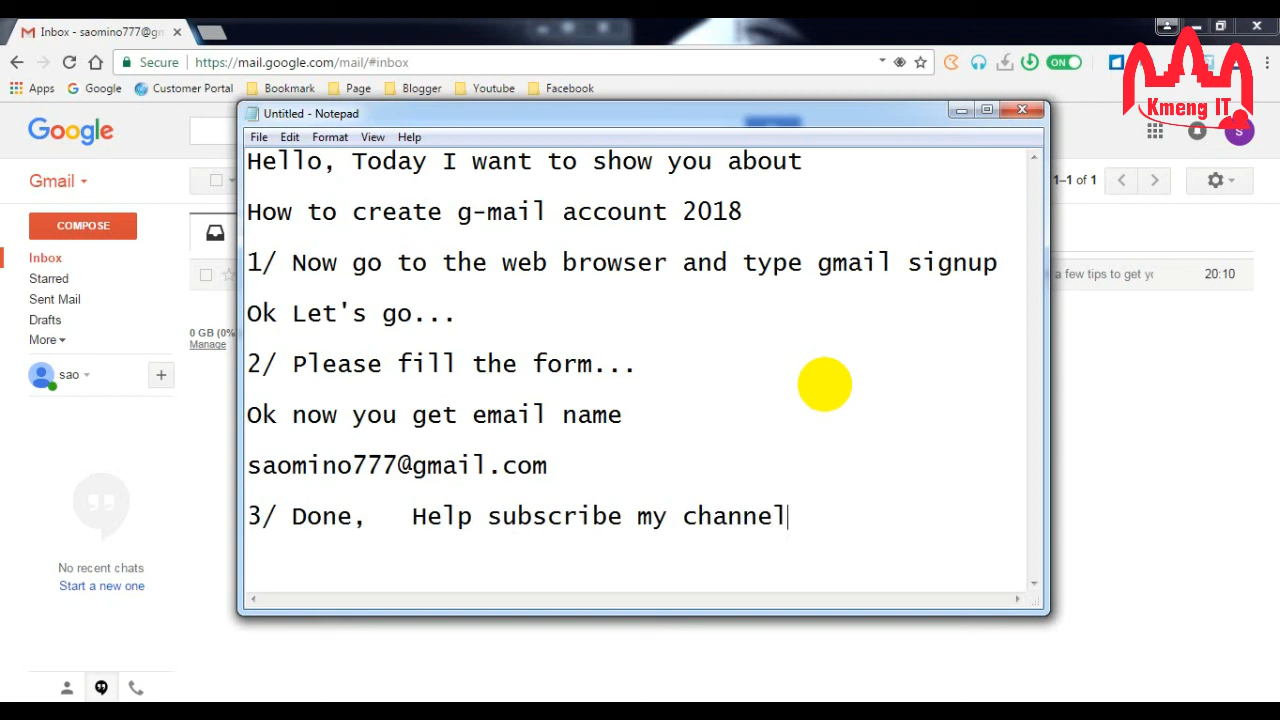 Inbox - saomino777@gm
Secure https://mail.google.com/mail/#inbox
ON
Apps Google Customer Portal Bookmark Page Blogger Youtube Facebook
Kmeng IT
Untitled - Notepad
File Edit Format View Help
Google
S
Gmail
1–1 of 1
COMPOSE
Inbox
Starred
Sent Mail
Drafts
More
a few tips to get yo
20:10
0 GB (0%
Manage
sao
Hello, Today I want to show you about
How to create g-mail account 2018
1/ Now go to the web browser and type gmail signup
Ok Let's go...
2/ Please fill the form...
Ok now you get email name
saomino777@gmail.com
3/ Done,   Help subscribe my channel
No recent chats
Start a new one